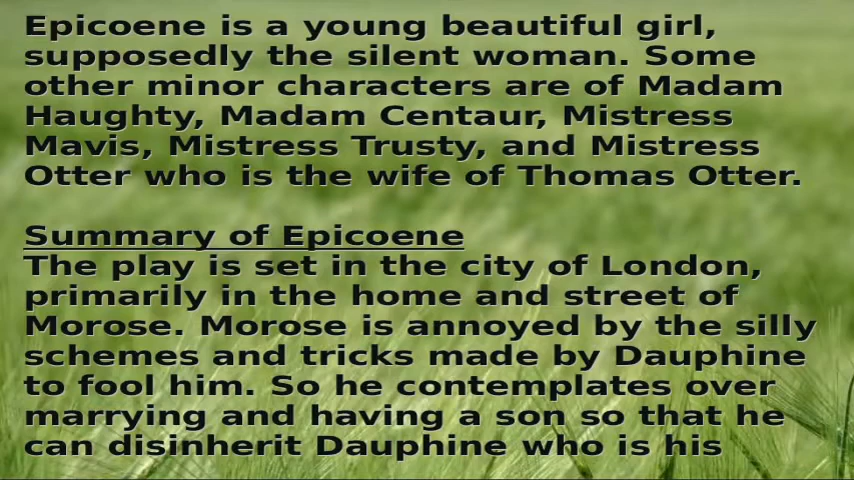 Epicoene is a young beautiful girl,
supposedly the silent woman. Some
other minor characters are of Madam
Haughty, Madam Centaur, Mistress
Mavis, Mistress Trusty, and Mistress
Otter who is the wife of Thomas Otter.
Summary of Epicoene
The play is set in the city of London,
primarily in the home and street of
Morose. Morose is annoyed by the silly
schemes and tricks made by Dauphine
to fool him. So he contemplates over
marrying and having a son so that he
can disinherit Dauphine who is his